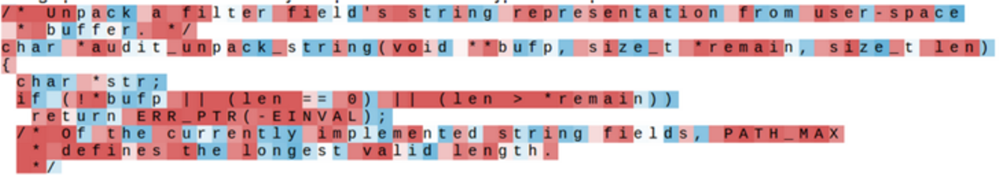 /* Unpack a filter field's string representation from user-space
* buffer. */
char *audit_unpack_string(void **bufp, size_t *remain, size_t len)
{
char *str;
if (!*bufp || (len == 0) || (len > *remain))
return ERR_PTR(-EINVAL);
/* Of the currently implemented string fields, PATH_MAX
* defines the longest valid length.
*/